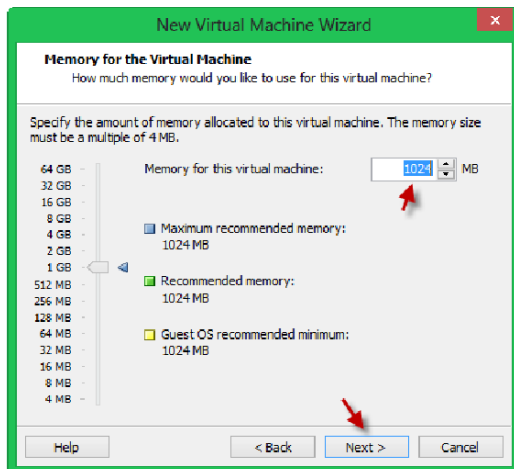 New Virtual Machine Wizard
x
Memory for the Virtual Machine
How much memory would you like to use for this virtual machine?
Specify the amount of memory allocated to this virtual machine. The memory size
must be a multiple of 4 MB.
64 GB
32 GB
16 GB
8 GB
4 GB
2 GB
1 GB
512 MB
256 MB
128 MB
64 MB
32 MB
16 MB
8 MB
4 MB
Memory for this virtual machine: 1024 MB
Maximum recommended memory:
1024 MB
Recommended memory:
1024 MB
Guest OS recommended minimum:
1024 MB
Help < Back Next > Cancel